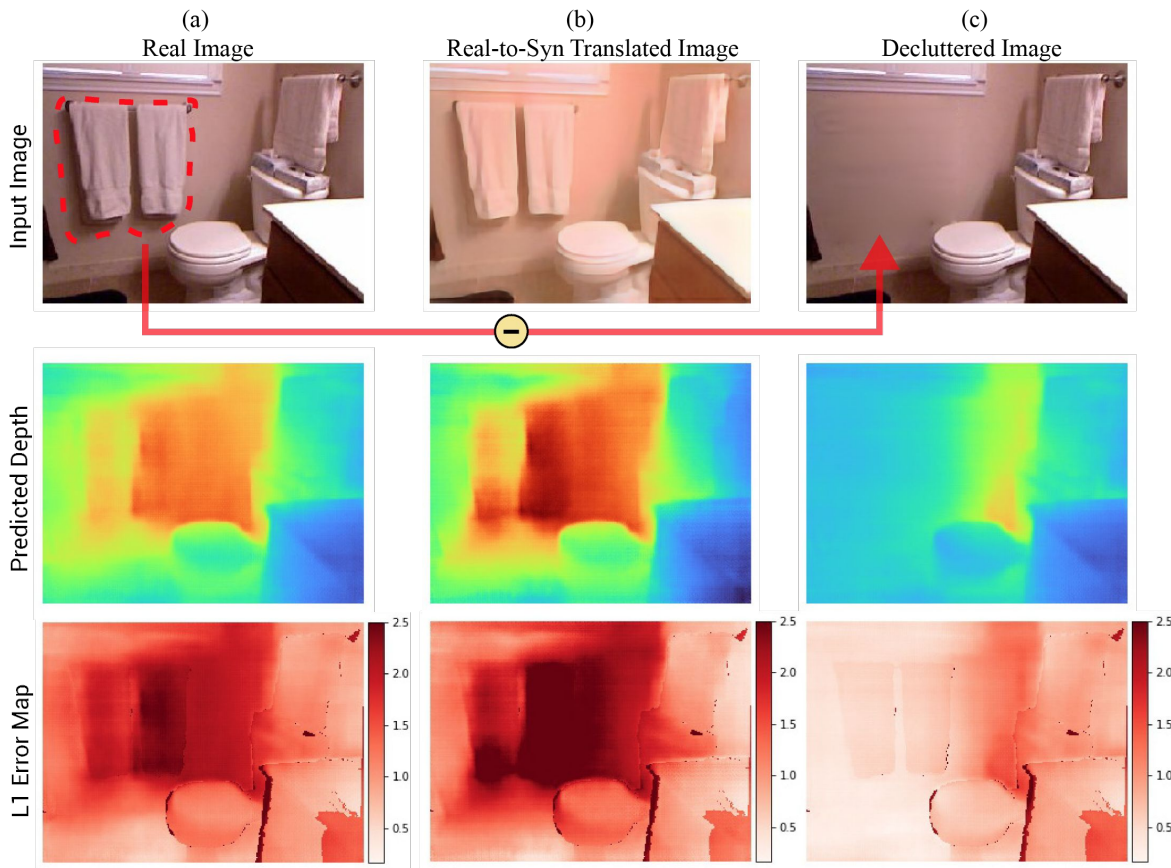 (a)
Real Image
(b)
Real-to-Syn Translated Image
(c)
Decluttered Image
Input Image
Predicted Depth
L1 Error Map
2.5
2.0
1.5
1.0
0.5
2.5
2.0
1.5
1.0
0.5
2.5
2.0
1.5
1.0
0.5